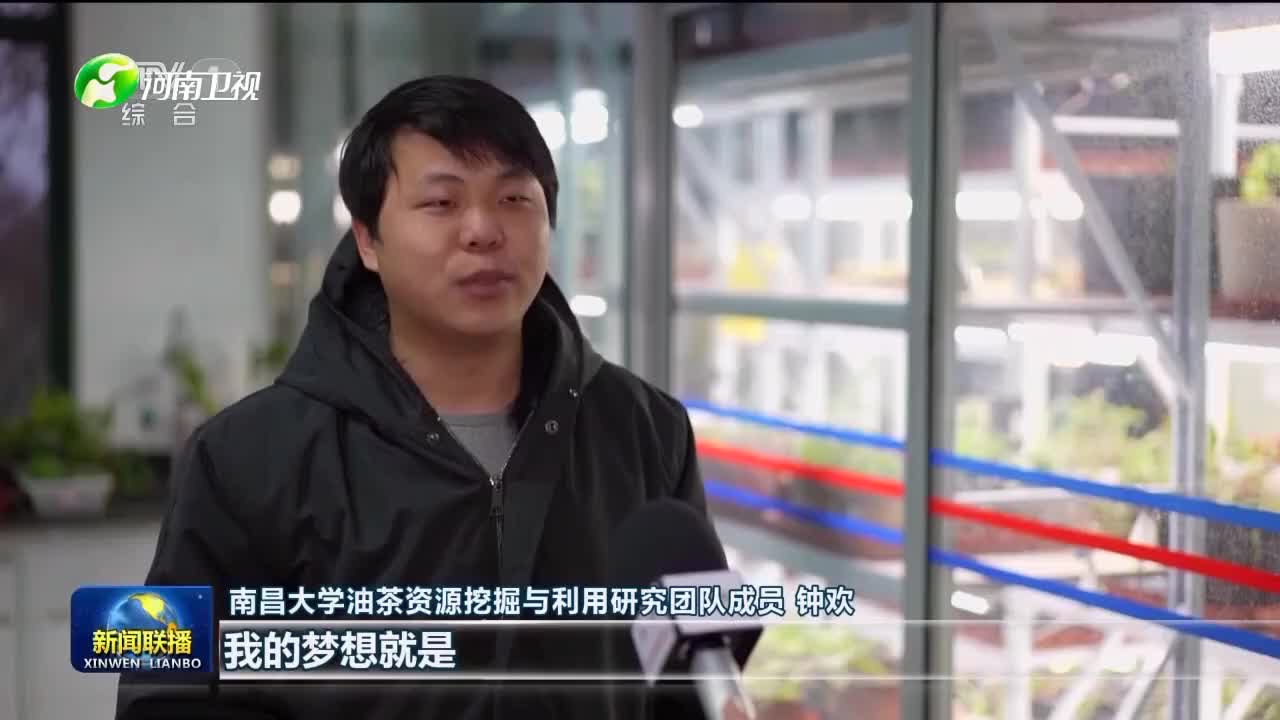 河南卫视
综合
南昌大学油茶资源挖掘与利用研究团队成员 钟欢
我的梦想就是
新闻联播
XINWEN LIANBO